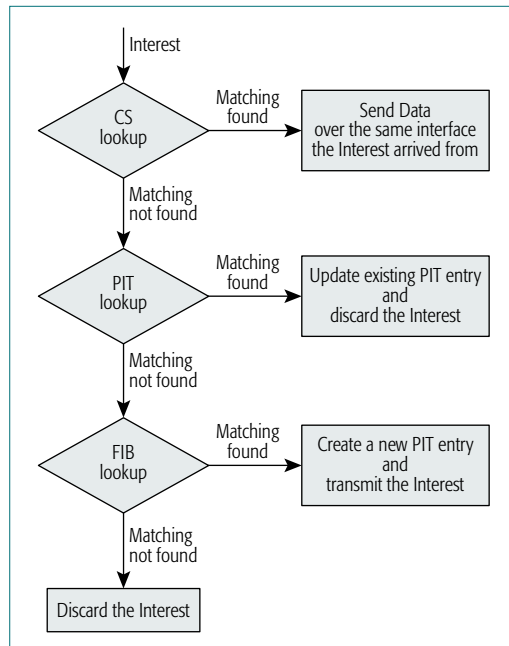 Interest
CS
lookup
Matching
found
Send Data
over the same interface
the Interest arrived from
Matching
not found
PIT
lookup
Matching
found
Update existing PIT entry
and
discard the Interest
Matching
not found
FIB
lookup
Matching
found
Create a new PIT entry
and
transmit the Interest
Matching
not found
Discard the Interest